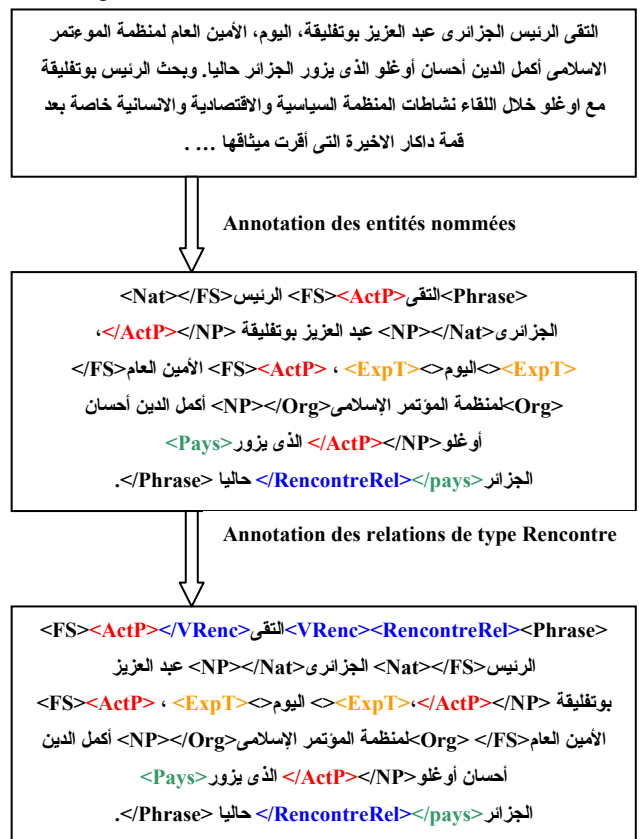 التقى الرئيس الجزائرى عبد العزيز بوتفليقة، اليوم، الأمين العام لمنظمة الموءتمر
الاسلامى أكمل الدين أحسان أوغلو الذى يزور الجزائر حاليا. وبحث الرئيس بوتفليقة
مع اوغلو خلال اللقاء نشاطات المنظمة السياسية والاقتصادية والانسانية خاصة بعد
قمة داكار الاخيرة التى أقرت ميثاقها ... .
Annotation des entités nommées
<Phrase>التقى<ActP><FS> الرئيس</FS><Nat>
الجزائرى</Nat><NP> عبد العزيز بوتفليقة </NP></ActP>،
<ExpT><>اليوم<><ExpT> ، <ActP><FS> الأمين العام</FS>
<Org>لمنظمة المؤتمر الإسلامى</Org><NP> أكمل الدين أحسان
أوغلو</NP></ActP> الذى يزور<Pays>
الجزائر</pays></RencontreRel> حاليا </Phrase>.
Annotation des relations de type Rencontre
<Phrase><RencontreRel><VRenc>التقى</VRenc><ActP><FS>
الرئيس</FS><Nat> الجزائرى</Nat><NP> عبد العزيز
بوتفليقة </NP></ActP>،<ExpT><> اليوم<><ExpT> ، <ActP><FS>
الأمين العام</FS> <Org>لمنظمة المؤتمر الإسلامى</Org><NP> أكمل الدين
أحسان أوغلو</NP></ActP> الذى يزور<Pays>
الجزائر</pays></RencontreRel> حاليا </Phrase>.